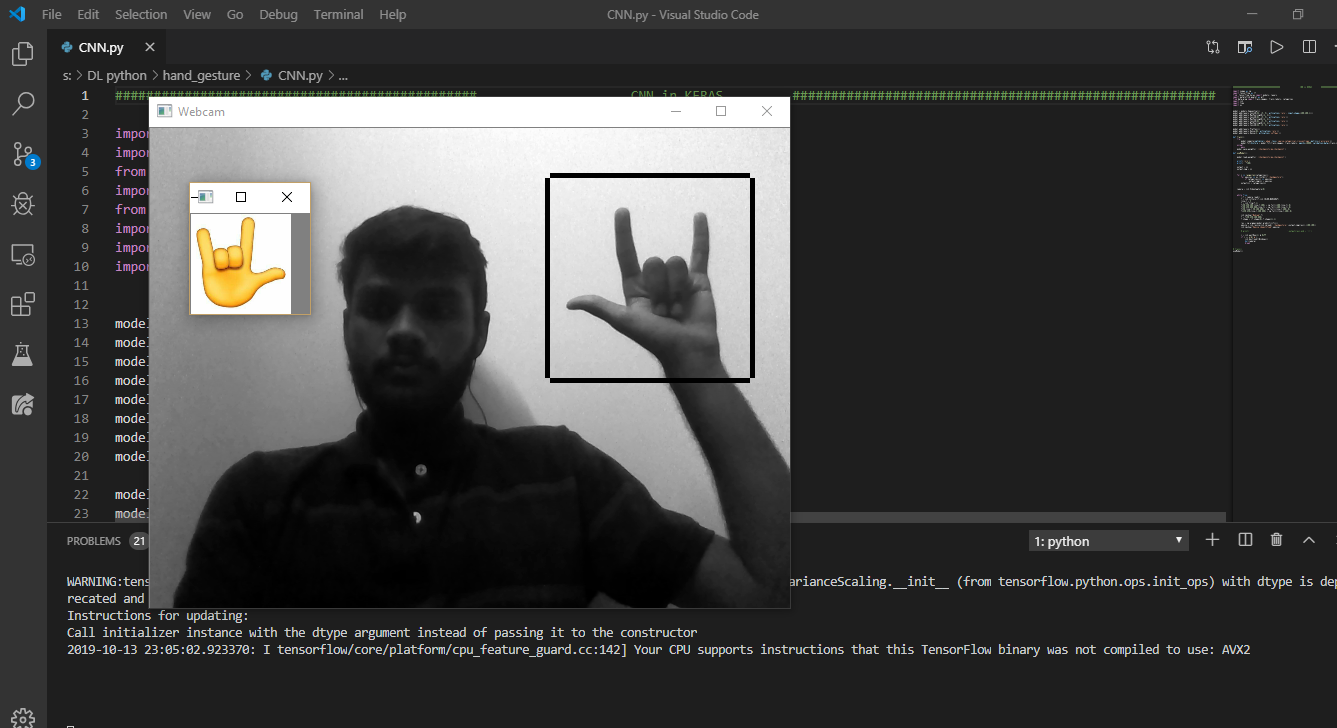 File Edit Selection View Go Debug Terminal Help CNN.py - Visual Studio Code
CNN.py
s: > DL python > hand_gesture > CNN.py > ...
1 ################################################ CNN in KERAS ########################################################
2
3 impor
4 impor
5 from
6 impor
7 from
8 impor
9 impor
10 impor
11
12
13 model
14 model
15 model
16 model
17 model
18 model
19 model
20 model
21
22 model
23 model
Webcam
3
PROBLEMS 21
1: python
WARNING:tens arianceScaling.__init__ (from tensorflow.python.ops.init_ops) with dtype is dep
recated and
Instructions for updating:
Call initializer instance with the dtype argument instead of passing it to the constructor
2019-10-13 23:05:02.923370: I tensorflow/core/platform/cpu_feature_guard.cc:142] Your CPU supports instructions that this TensorFlow binary was not compiled to use: AVX2